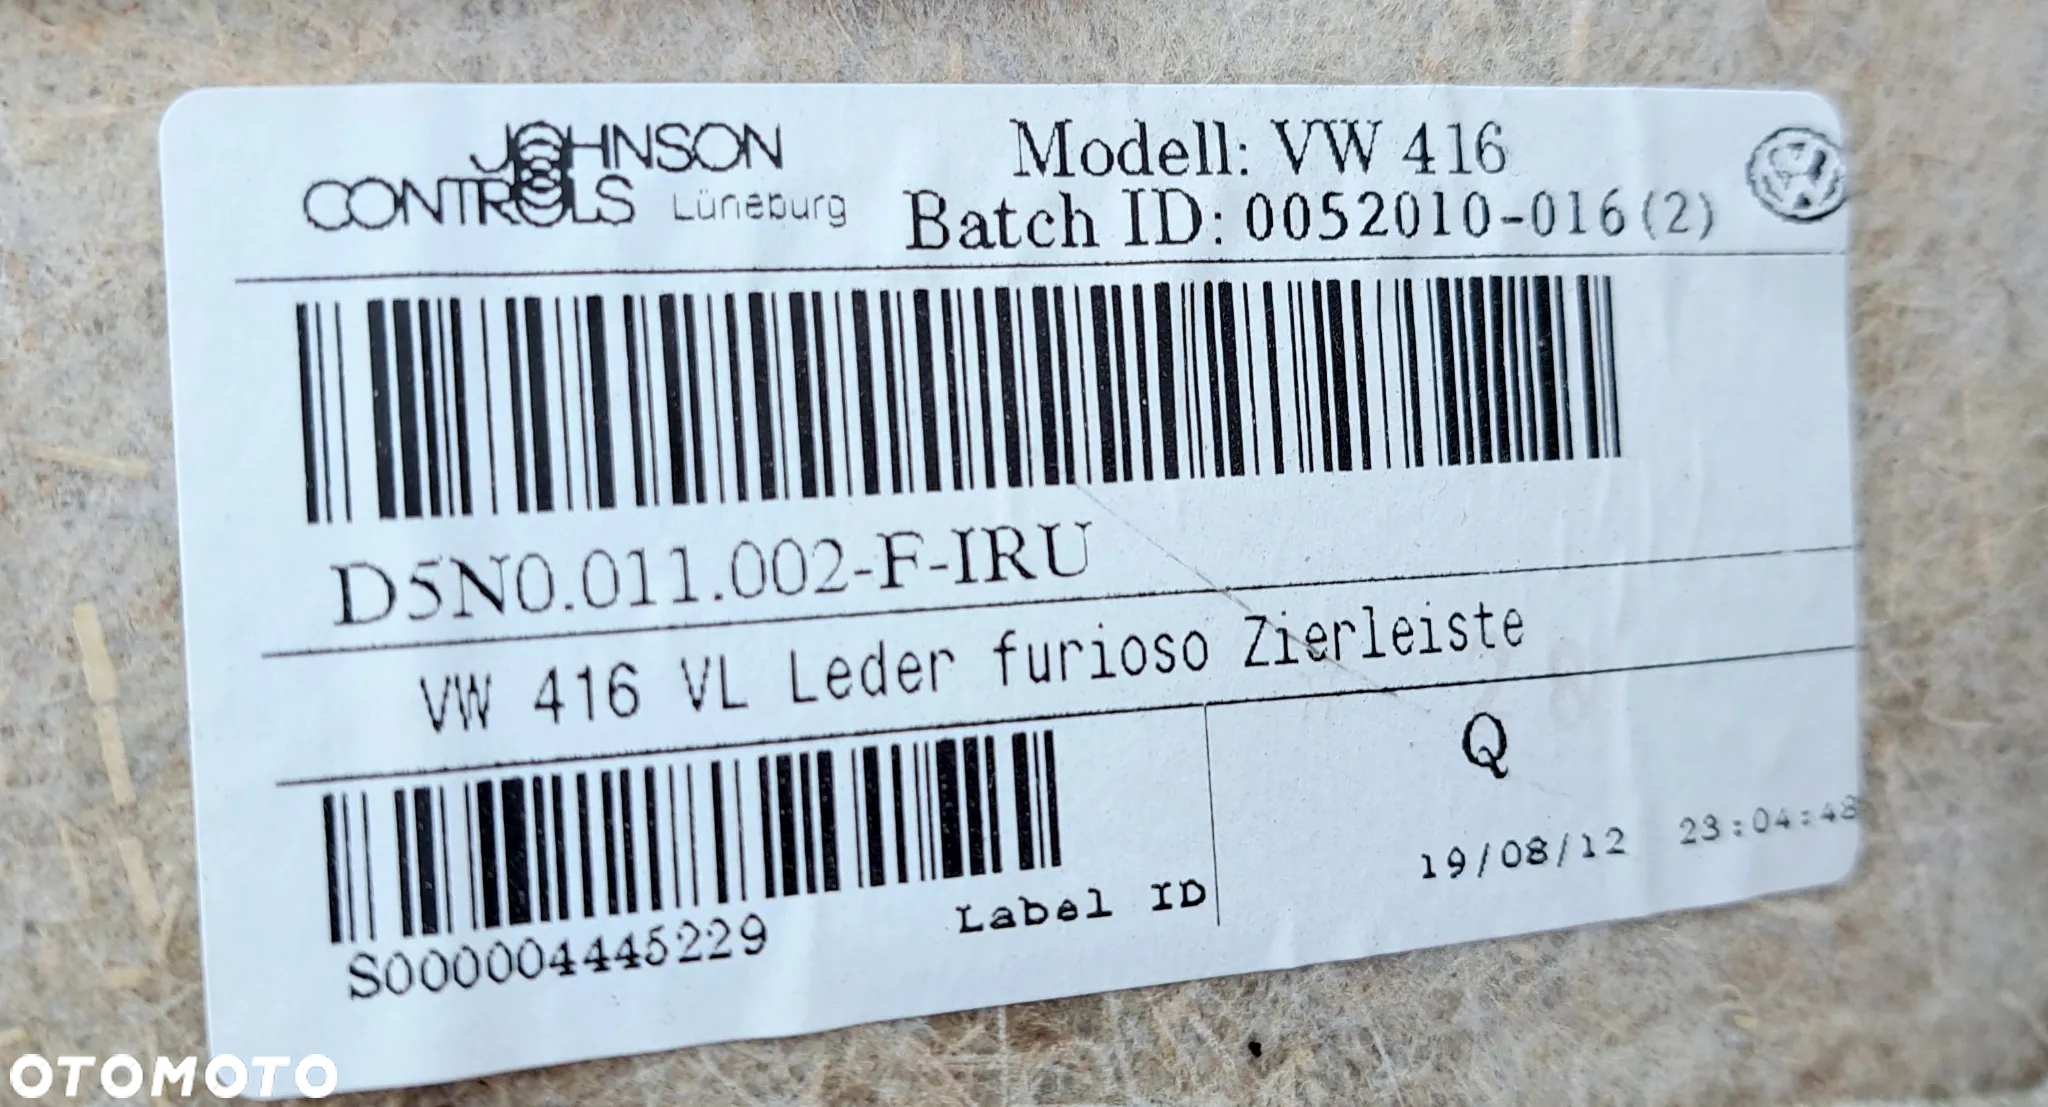 JOHNSON
CONTROLS Lüneburg
Modell: VW 416
Batch ID: 0052010-016(2)
D5N0.011.002-F-IRU
VW 416 VL Leder furioso Zierleiste
S000004445229
Label ID
Q
19/08/12 23:04:48
OTOMOTO